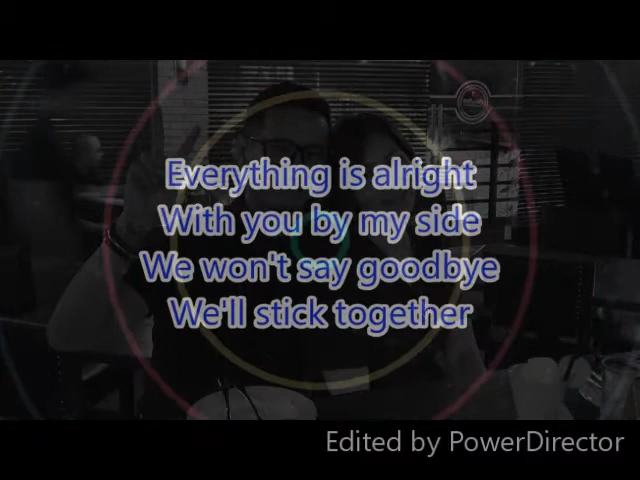 Everything is alright
With you by my side
We won't say goodbye
We'll stick together
Edited by PowerDirector